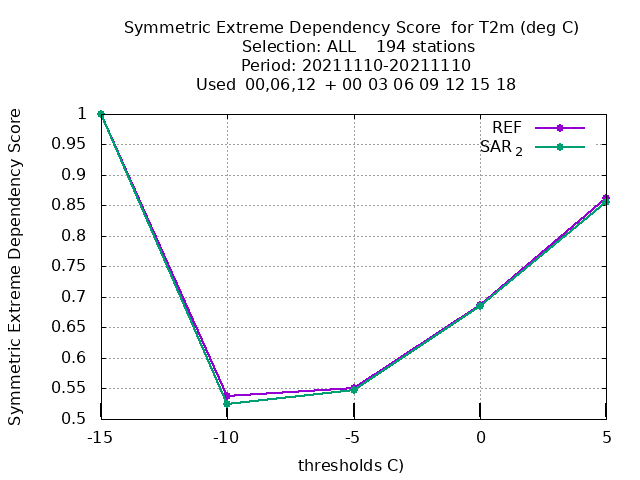 Symmetric Extreme Dependency Score  for T2m (deg C)
Selection: ALL    194 stations
Period: 20211110-20211110
Used  00,06,12  + 00 03 06 09 12 15 18
Symmetric Extreme Dependency Score
1
0.95
0.9
0.85
0.8
0.75
0.7
0.65
0.6
0.55
0.5
REF
SAR 2
-15 -10 -5 0 5
thresholds C)